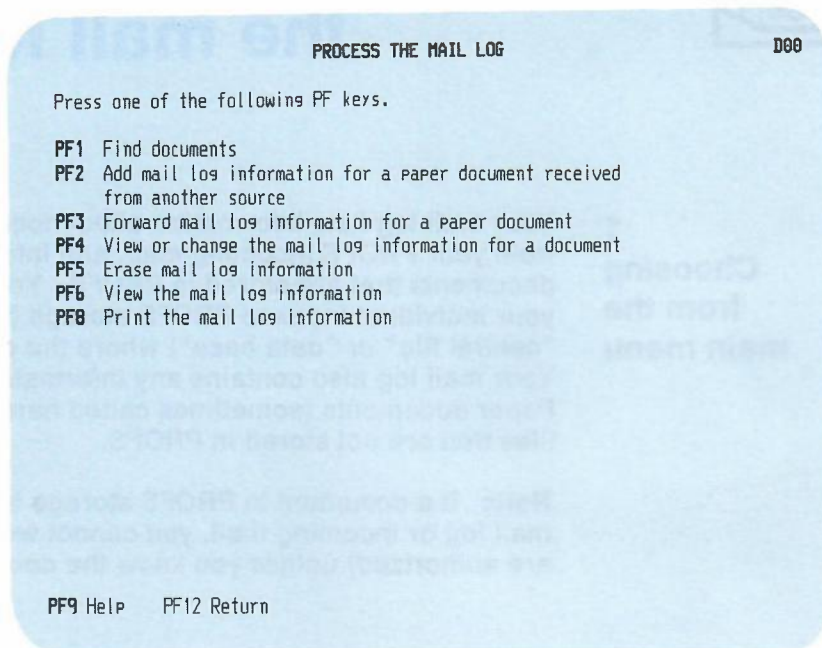 PROCESS THE MAIL LOG D00
Press one of the following PF keys.
PF1 Find documents
PF2 Add mail log information for a paper document received
from another source
PF3 Forward mail log information for a paper document
PF4 View or change the mail log information for a document
PF5 Erase mail log information
PF6 View the mail log information
PF8 Print the mail log information
PF9 Help PF12 Return